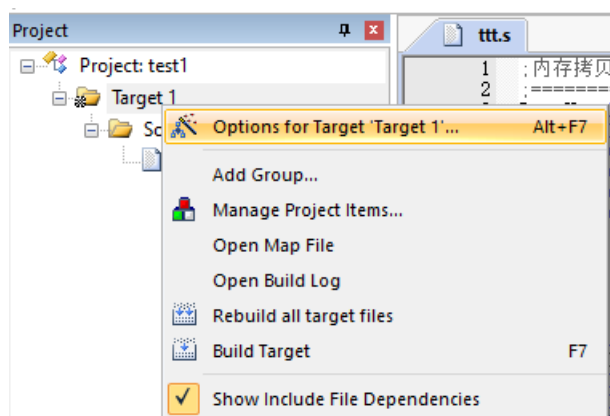 Project
ttt.s
Project: test1
1 ;内存拷贝
Target 1
2 ;=======
Options for Target 'Target 1'... Alt+F7
Add Group...
Manage Project Items...
Open Map File
Open Build Log
Rebuild all target files
Build Target F7
Show Include File Dependencies